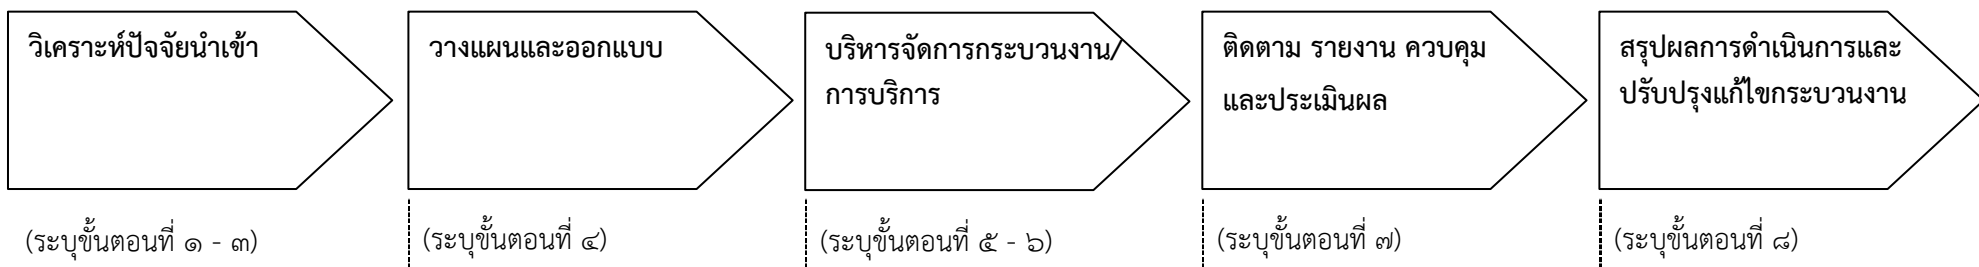 วิเคราะห์ปัจจัยนำเข้า
วางแผนและออกแบบ
บริหารจัดการกระบวนงาน/
การบริการ
ติดตาม รายงาน ควบคุม
และประเมินผล
สรุปผลการดำเนินการและ
ปรับปรุงแก้ไขกระบวนงาน
(ระบุขั้นตอนที่ ๑ - ๓)
(ระบุขั้นตอนที่ ๔)
(ระบุขั้นตอนที่ ๕ - ๖)
(ระบุขั้นตอนที่ ๗)
(ระบุขั้นตอนที่ ๘)